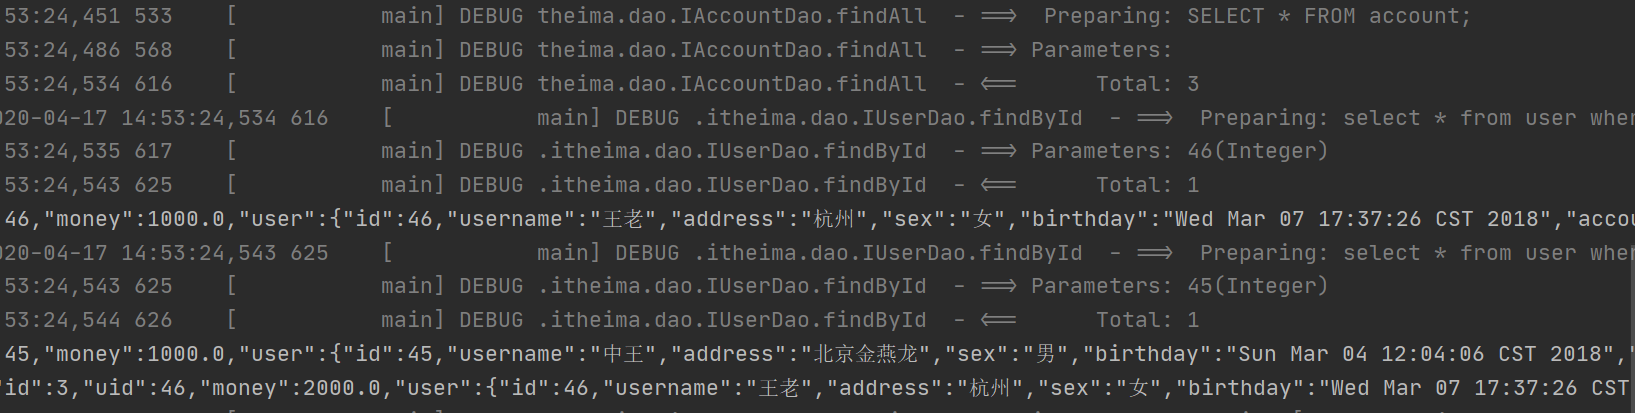 53:24,451 533    [           main] DEBUG theima.dao.IAccountDao.findAll  - ==>  Preparing: SELECT * FROM account;
53:24,486 568    [           main] DEBUG theima.dao.IAccountDao.findAll  - ==> Parameters:
53:24,534 616    [           main] DEBUG theima.dao.IAccountDao.findAll  - <==      Total: 3
020-04-17 14:53:24,534 616    [           main] DEBUG .itheima.dao.IUserDao.findById  - ==>  Preparing: select * from user wher
53:24,535 617    [           main] DEBUG .itheima.dao.IUserDao.findById  - ==> Parameters: 46(Integer)
53:24,543 625    [           main] DEBUG .itheima.dao.IUserDao.findById  - <==      Total: 1
46,"money":1000.0,"user":{"id":46,"username":"王老","address":"杭州","sex":"女","birthday":"Wed Mar 07 17:37:26 CST 2018","accou
020-04-17 14:53:24,543 625    [           main] DEBUG .itheima.dao.IUserDao.findById  - ==>  Preparing: select * from user wher
53:24,543 625    [           main] DEBUG .itheima.dao.IUserDao.findById  - ==> Parameters: 45(Integer)
53:24,544 626    [           main] DEBUG .itheima.dao.IUserDao.findById  - <==      Total: 1
45,"money":1000.0,"user":{"id":45,"username":"中王","address":"北京金燕龙","sex":"男","birthday":"Sun Mar 04 12:04:06 CST 2018","
"id":3,"uid":46,"money":2000.0,"user":{"id":46,"username":"王老","address":"杭州","sex":"女","birthday":"Wed Mar 07 17:37:26 CST